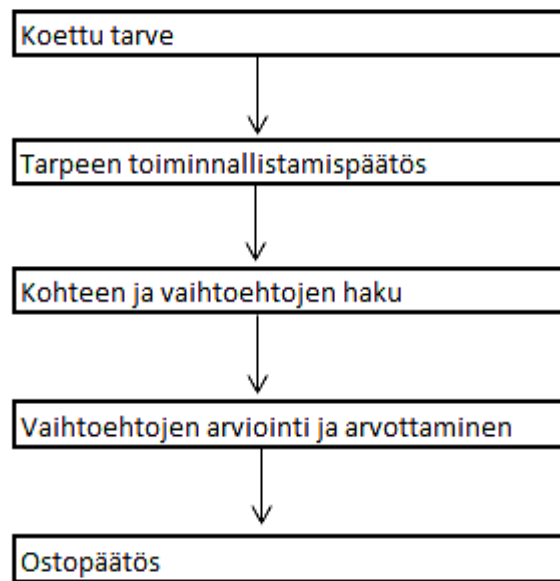 Koettu tarve
Tarpeen toiminnallistamispäätös
Kohteen ja vaihtoehtojen haku
Vaihtoehtojen arviointi ja arvottaminen
Ostopäätös